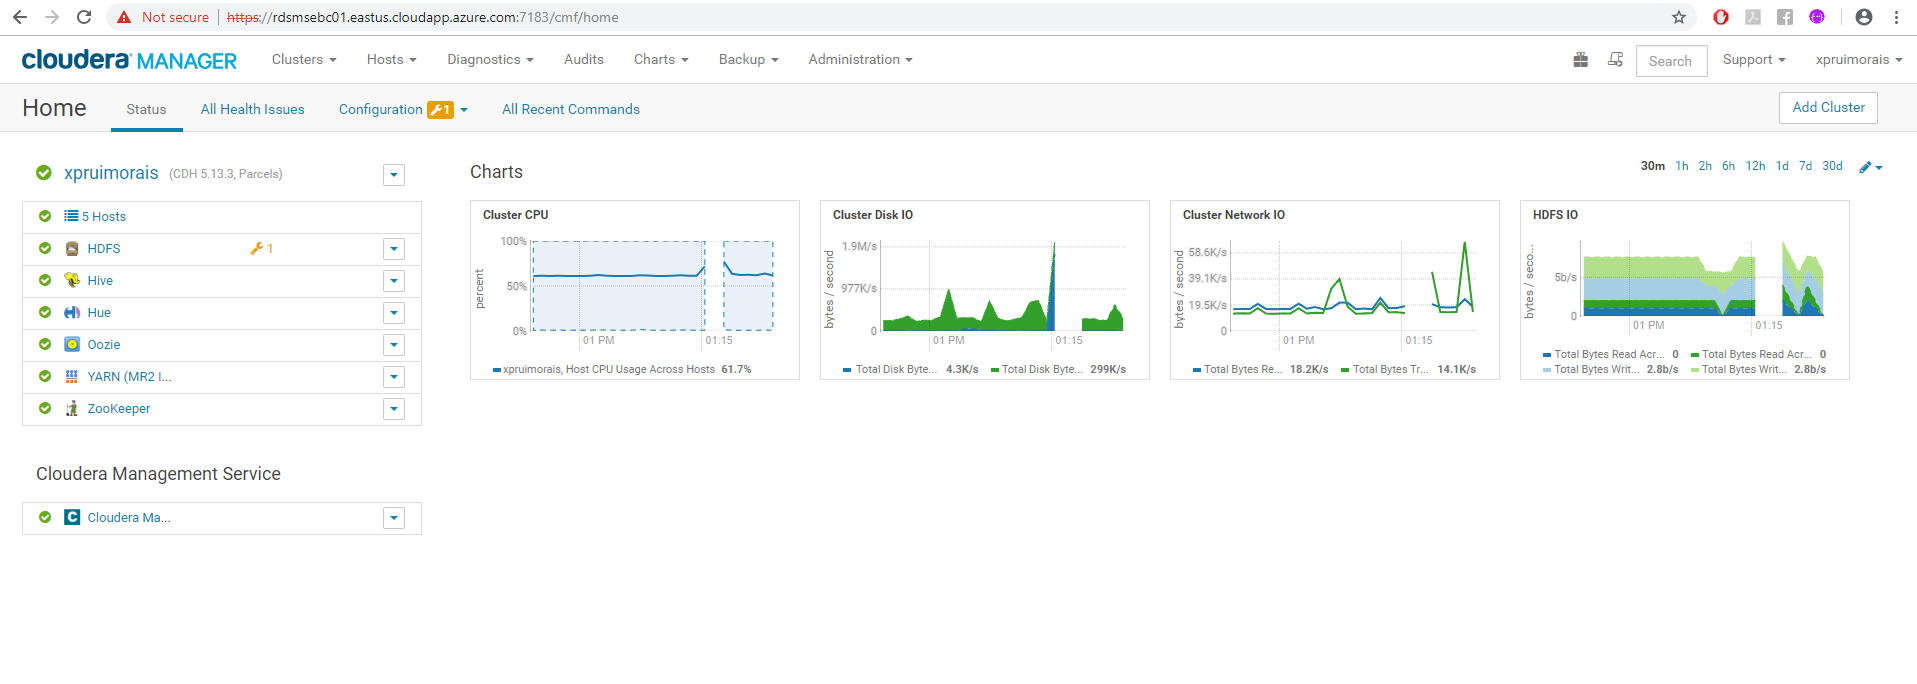 Not secure | https://rdsmsebc01.eastus.cloudapp.azure.com:7183/cmf/home
cloudera MANAGER Clusters Hosts Diagnostics Audits Charts Backup Administration Search Support xpruimorais
Home Status All Health Issues Configuration 1 All Recent Commands Add Cluster
xpruimorais (CDH 5.13.3, Parcels)
5 Hosts
HDFS 1
Hive
Hue
Oozie
YARN (MR2 I...
ZooKeeper
Cloudera Management Service
Cloudera Ma...
Charts
30m 1h 2h 6h 12h 1d 7d 30d
Cluster CPU
percent
100%
50%
0%
01 PM 01:15
xpruimorais, Host CPU Usage Across Hosts 61.7%
Cluster Disk IO
bytes / second
1.9M/s
977K/s
0
01 PM 01:15
Total Disk Byte... 4.3K/s Total Disk Byte... 299K/s
Cluster Network IO
bytes / second
58.6K/s
39.1K/s
19.5K/s
0
01 PM 01:15
Total Bytes Re... 18.2K/s Total Bytes Tr... 14.1K/s
HDFS IO
bytes / seco...
5b/s
0
01 PM 01:15
Total Bytes Read Acr... 0 Total Bytes Read Acr... 0
Total Bytes Writ... 2.8b/s Total Bytes Writ... 2.8b/s